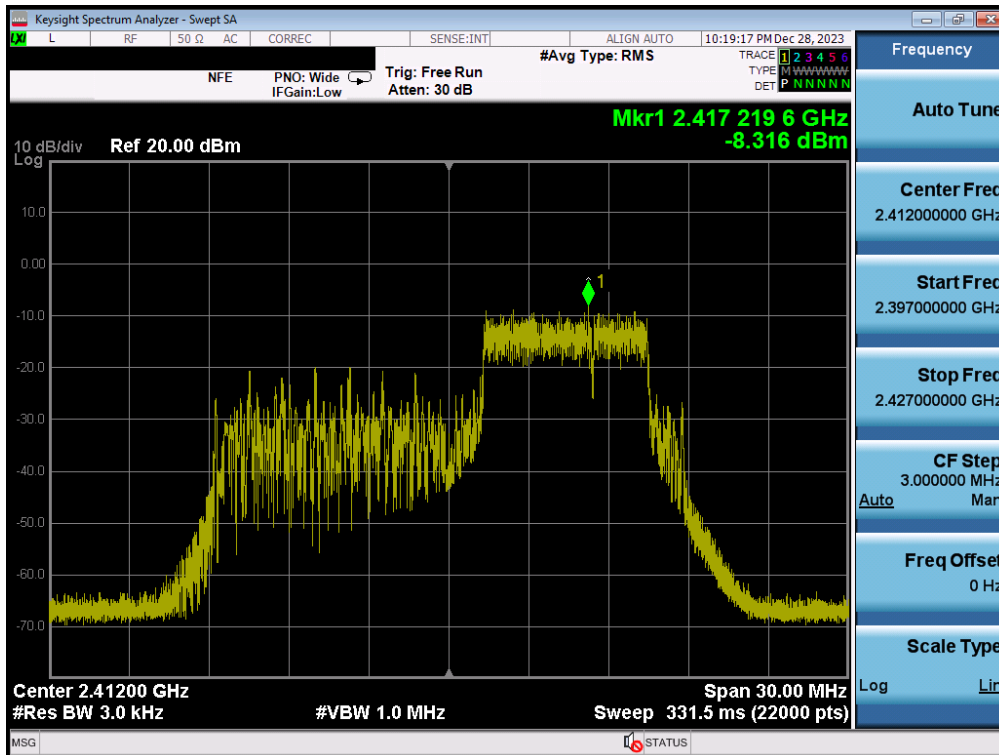 Keysight Spectrum Analyzer - Swept SA
LXI L RF 50 Ω AC CORREC SENSE:INT ALIGN AUTO 10:19:17 PM Dec 28, 2023
NFE PNO: Wide Trig: Free Run #Avg Type: RMS TRACE 1 2 3 4 5 6
IFGain:Low Atten: 30 dB TYPE M WWWWW
DET P N N N N N
Mkr1 2.417 219 6 GHz
-8.316 dBm
10 dB/div Ref 20.00 dBm
Log
10.0
0.00
-10.0
-20.0
-30.0
-40.0
-50.0
-60.0
-70.0
1
Center 2.41200 GHz Span 30.00 MHz
#Res BW 3.0 kHz #VBW 1.0 MHz Sweep 331.5 ms (22000 pts)
MSG STATUS
Frequency
Auto Tune
Center Freq
2.412000000 GHz
Start Freq
2.397000000 GHz
Stop Freq
2.427000000 GHz
CF Step
3.000000 MHz
Auto Man
Freq Offset
0 Hz
Scale Type
Log Lin